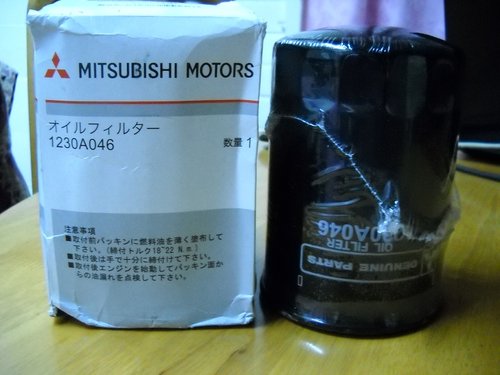 MITSUBISHI MOTORS
オイルフィルター
1230A046
数量 1
注意事項
■取付前パッキンに燃料油を薄く塗布して
下さい。(締付トルク18~22 N.m)
■取付後は手で十分に締付けて下さい。
■取付後エンジンを始動してパッキン面か
らの油漏れを点検して下さい。
1230A046
OIL FILTER
GENUINE PARTS